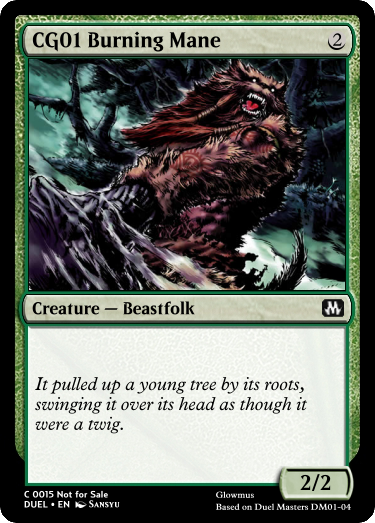 CG01 Burning Mane 2
Creature — Beastfolk
It pulled up a young tree by its roots,
swinging it over its head as though it
were a twig.
2/2
C 0015 Not for Sale
DUEL • EN Sansyu
Glowmus
Based on Duel Masters DM01-04